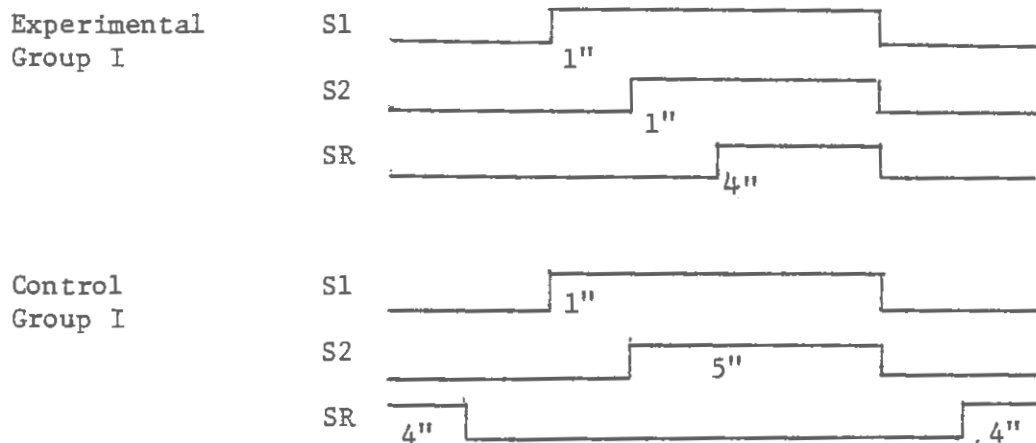 Experimental S1
Group I 1"
S2
1"
SR
4"
Control S1
Group I 1"
S2
5"
SR
4" 4"